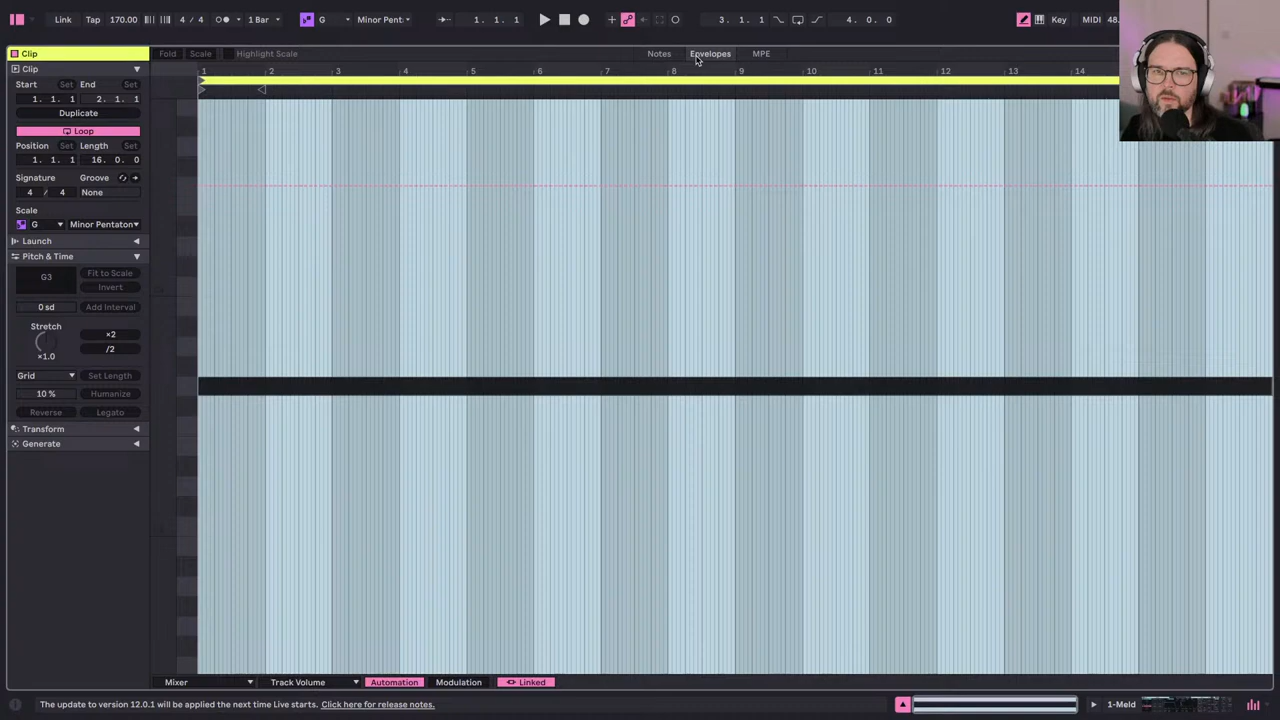 Link Tap 170.00 4 / 4 1 Bar G Minor Pent: 1. 1. 1 3. 1. 1 4. 0. 0 Key MIDI 48.
Clip Fold Scale Highlight Scale Notes Envelopes MPE
Clip
1 2 3 4 5 6 7 8 9 10 11 12 13 14
Start Set End Set
1. 1. 1 2. 1. 1
Duplicate
Loop
Position Set Length Set
1. 1. 1 16. 0. 0
Signature Groove
4 / 4 None
Scale
G Minor Pentaton
Launch
Pitch & Time
G3 Fit to Scale
Invert
0 sd Add Interval
Stretch
×2
×1.0 /2
Grid Set Length
10 % Humanize
Reverse Legato
Transform
Generate
Mixer Track Volume Automation Modulation Linked
The update to version 12.0.1 will be applied the next time Live starts. Click here for release notes. 1-Meld